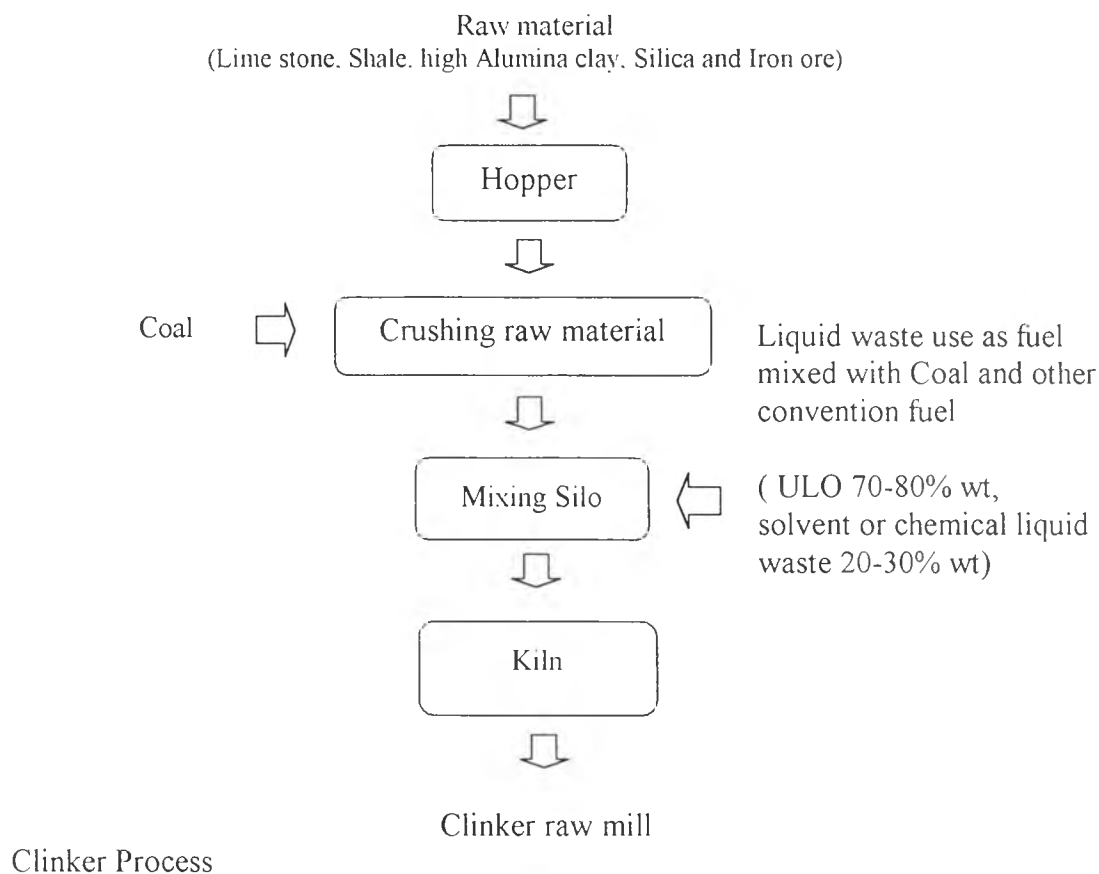 Raw material
(Lime stone. Shale. high Alumina clay. Silica and Iron ore)
Hopper
Coal
Crushing raw material
Liquid waste use as fuel
mixed with Coal and other
convention fuel
Mixing Silo
( ULO 70-80% wt,
solvent or chemical liquid
waste 20-30% wt)
Kiln
Clinker raw mill
Clinker Process